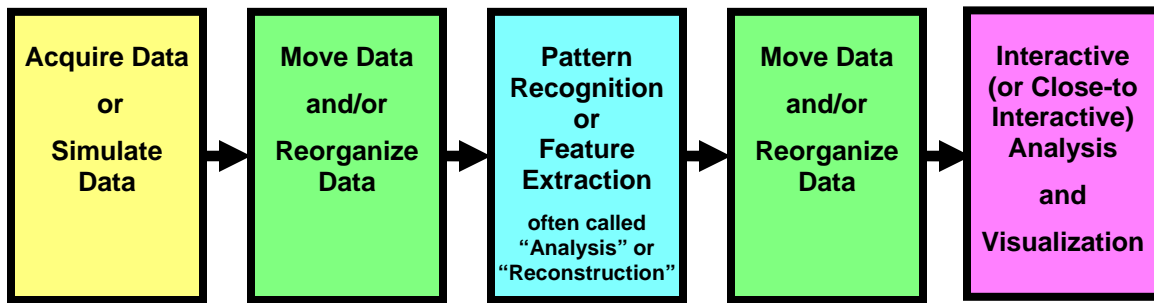 Acquire Data
or
Simulate
Data
Move Data
and/or
Reorganize
Data
Pattern
Recognition
or
Feature
Extraction
often called
“Analysis” or
“Reconstruction”
Move Data
and/or
Reorganize
Data
Interactive
(or Close-to
Interactive)
Analysis
and
Visualization